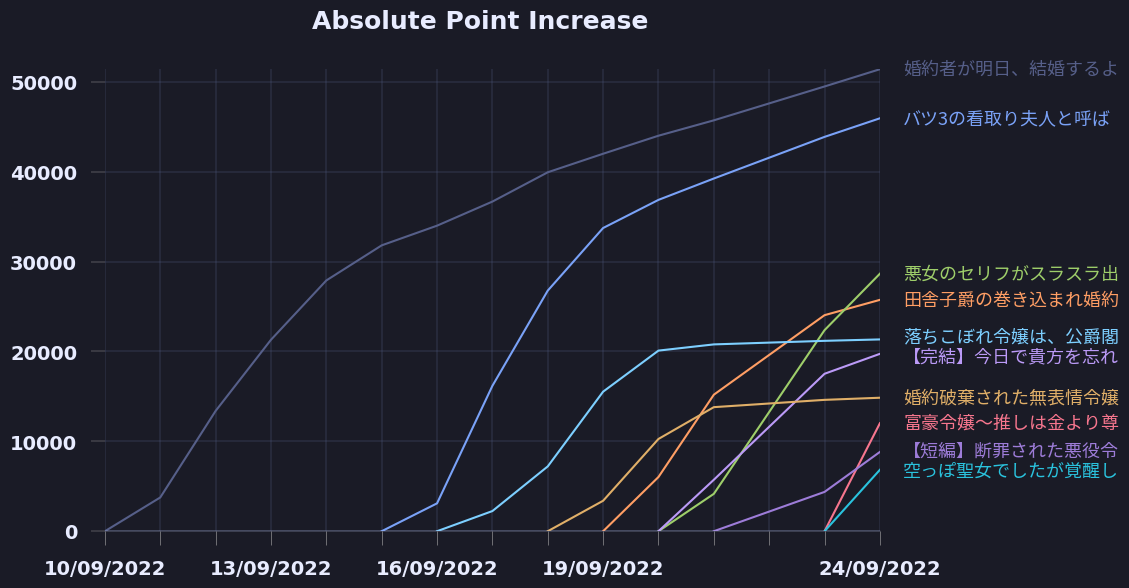 Absolute Point Increase
50000
40000
30000
20000
10000
0
10/09/2022
13/09/2022
16/09/2022
19/09/2022
24/09/2022
婚約者が明日、結婚するよ
バツ3の看取り夫人と呼ば
悪女のセリフがスラスラ出
田舎子爵の巻き込まれ婚約
落ちこぼれ令嬢は、公爵閣
【完結】今日で貴方を忘れ
婚約破棄された無表情令嬢
富豪令嬢～推しは金より尊
【短編】断罪された悪役令
空っぽ聖女でしたが覚醒し